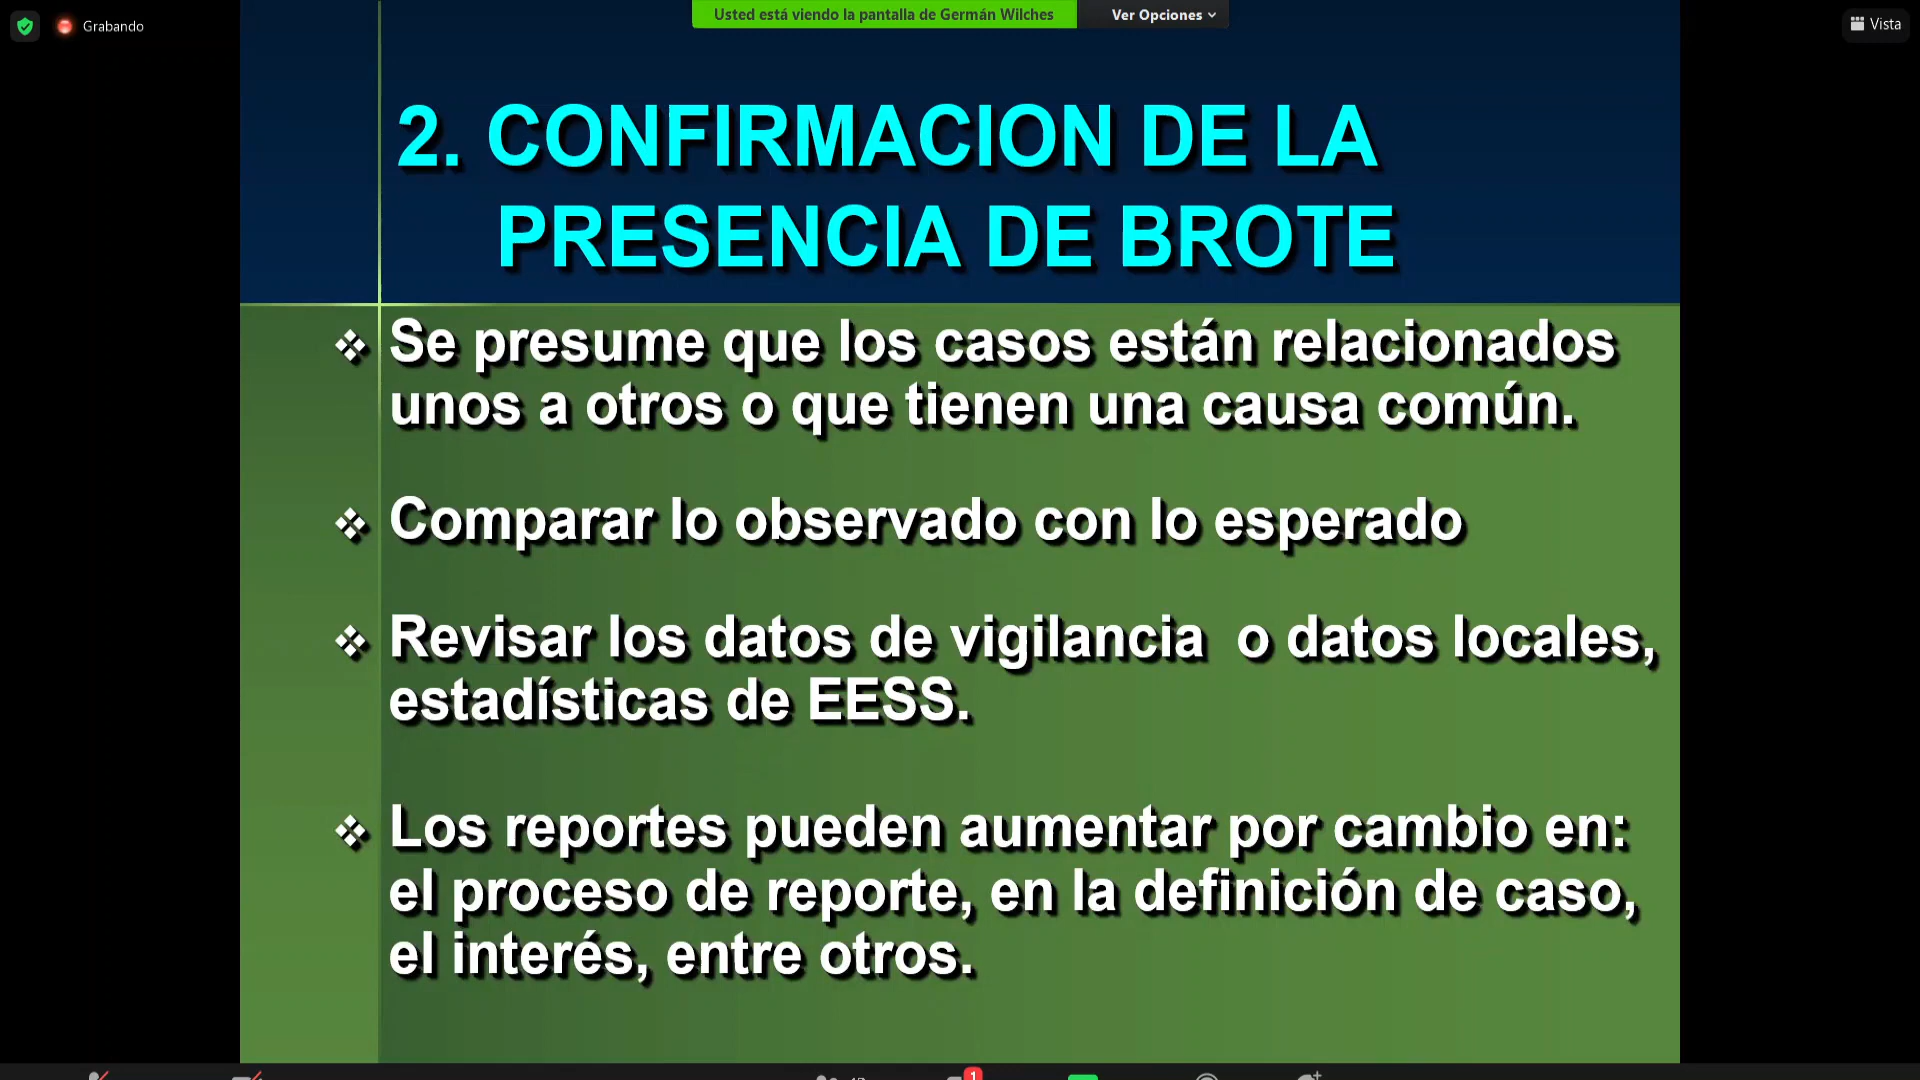 Grabando
Usted está viendo la pantalla de Germán Wilches
Ver Opciones
Vista
2. CONFIRMACION DE LA
PRESENCIA DE BROTE
Se presume que los casos están relacionados
unos a otros o que tienen una causa común.
Comparar lo observado con lo esperado
Revisar los datos de vigilancia o datos locales,
estadísticas de EESS.
Los reportes pueden aumentar por cambio en:
el proceso de reporte, en la definición de caso,
el interés, entre otros.
1